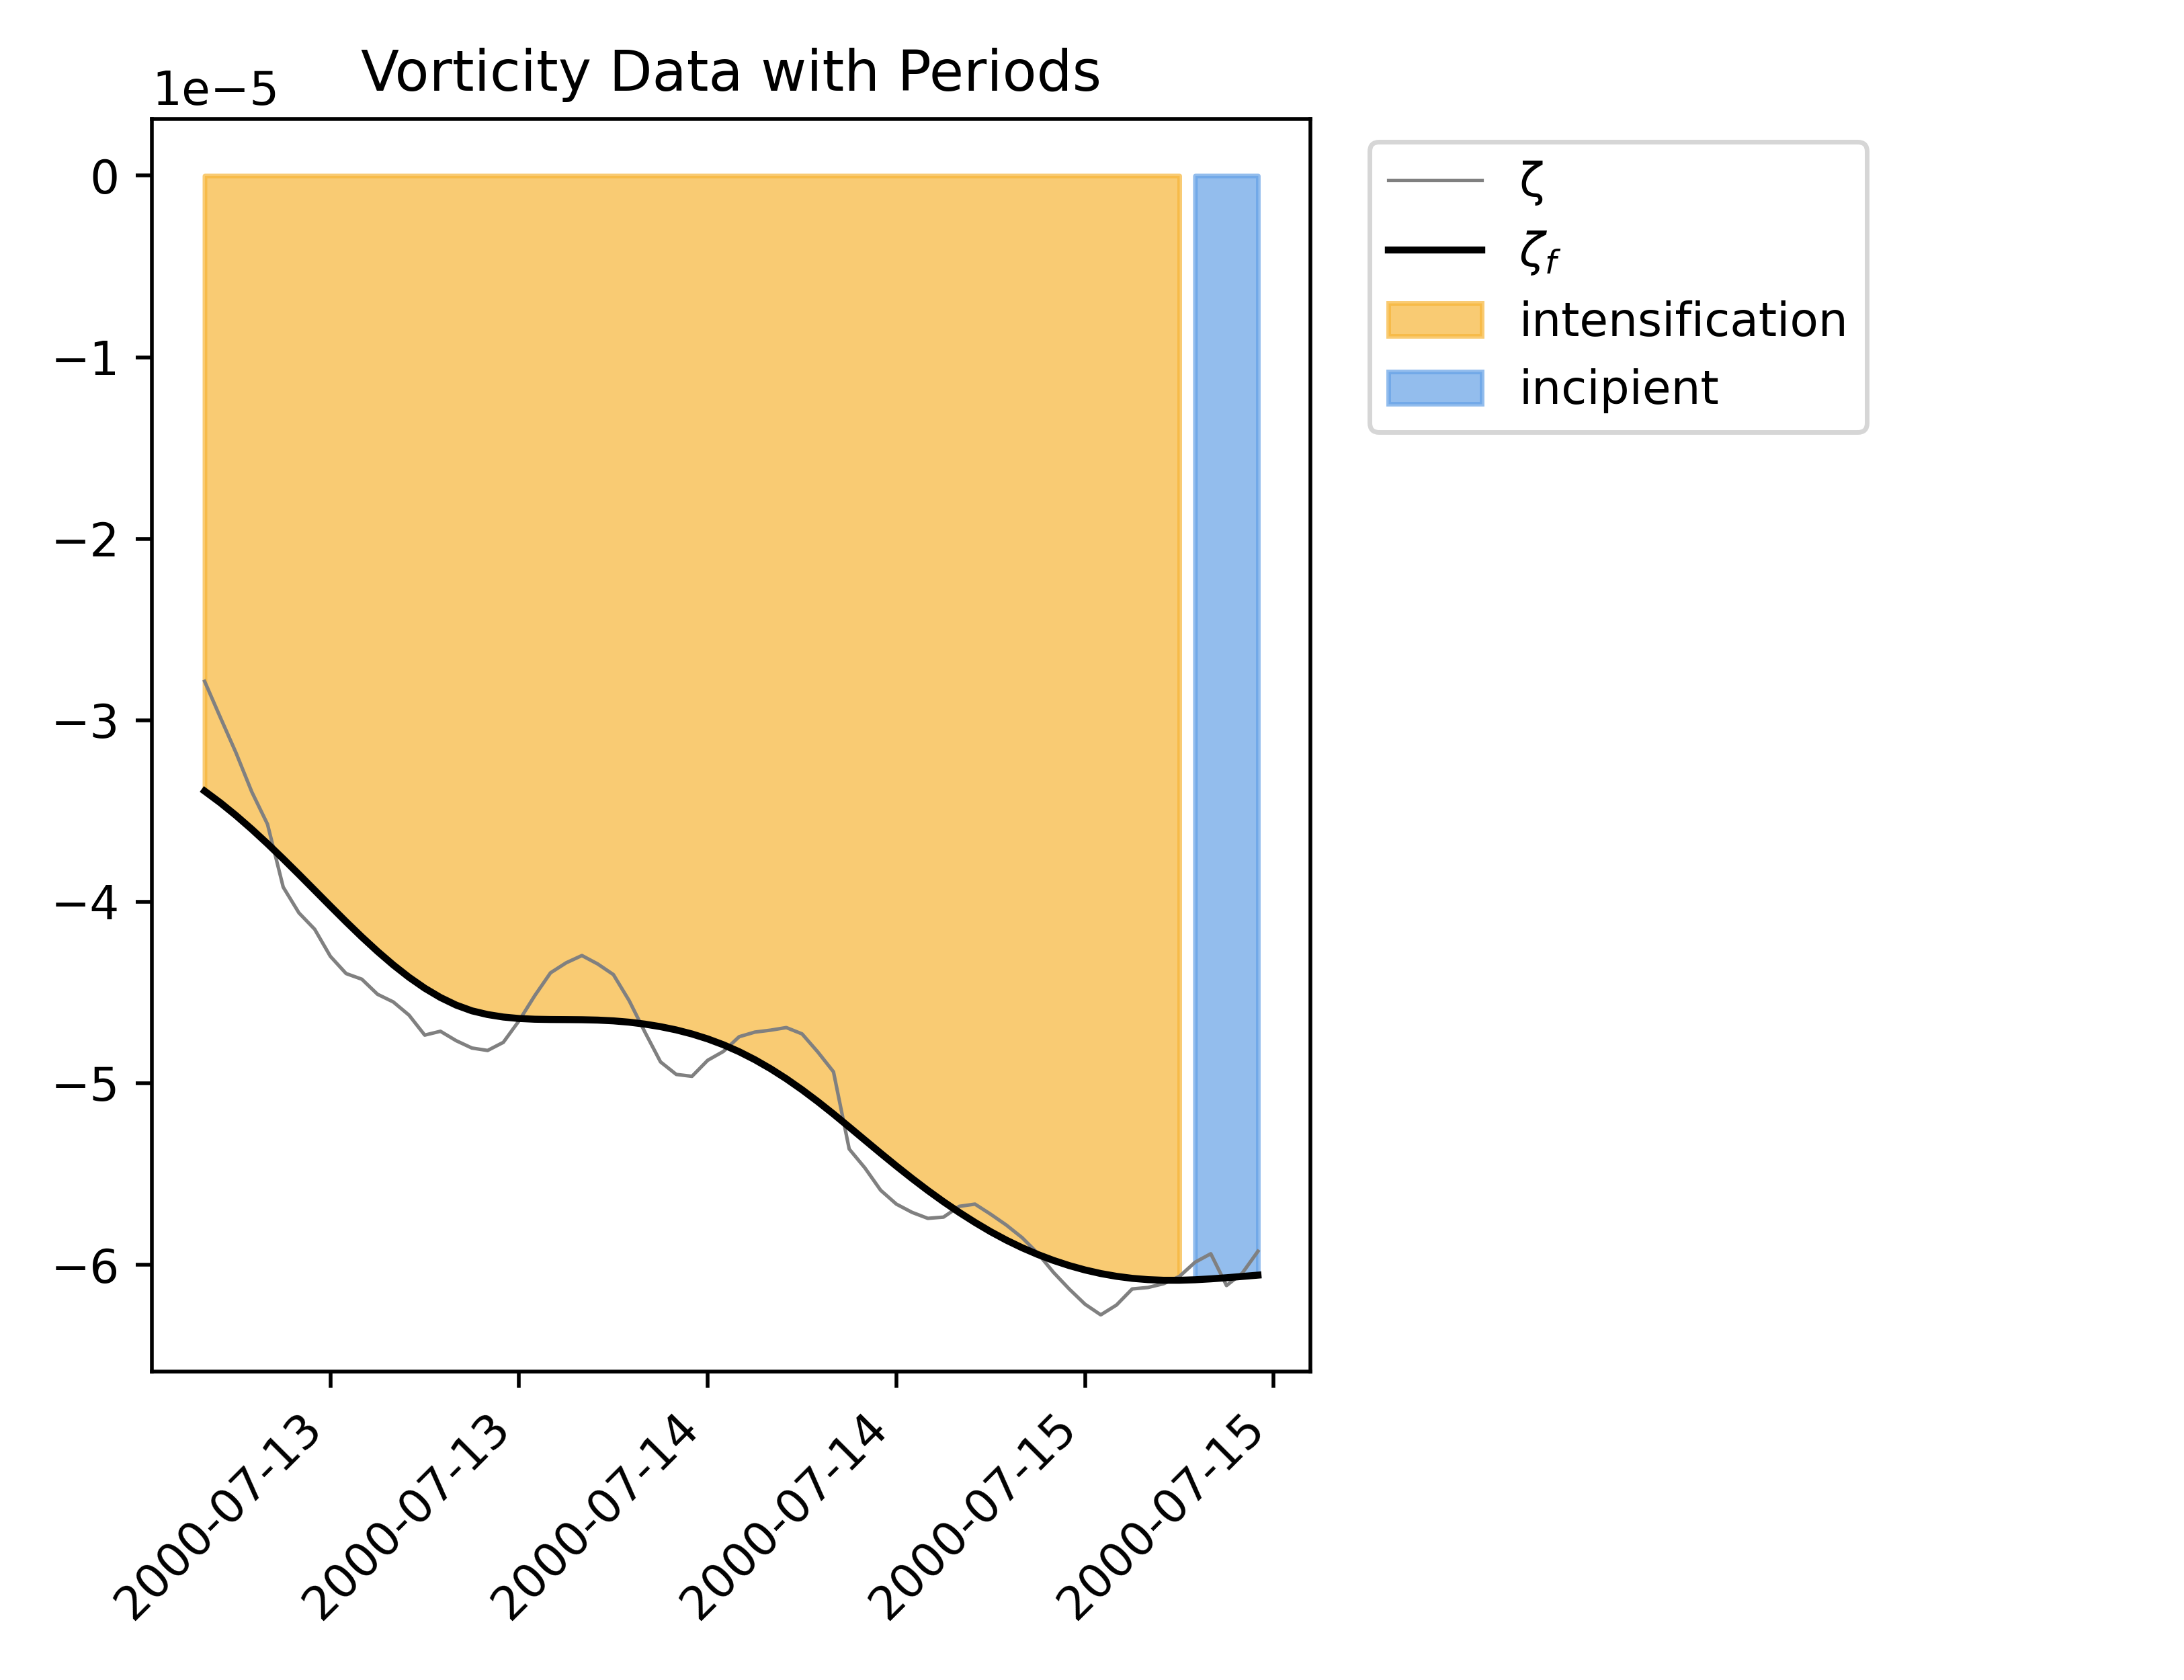 Vorticity Data with Periods
1e−5
0
−1
−2
−3
−4
−5
−6
2000-07-13
2000-07-13
2000-07-14
2000-07-14
2000-07-15
2000-07-15
ζ
ζf
intensification
incipient